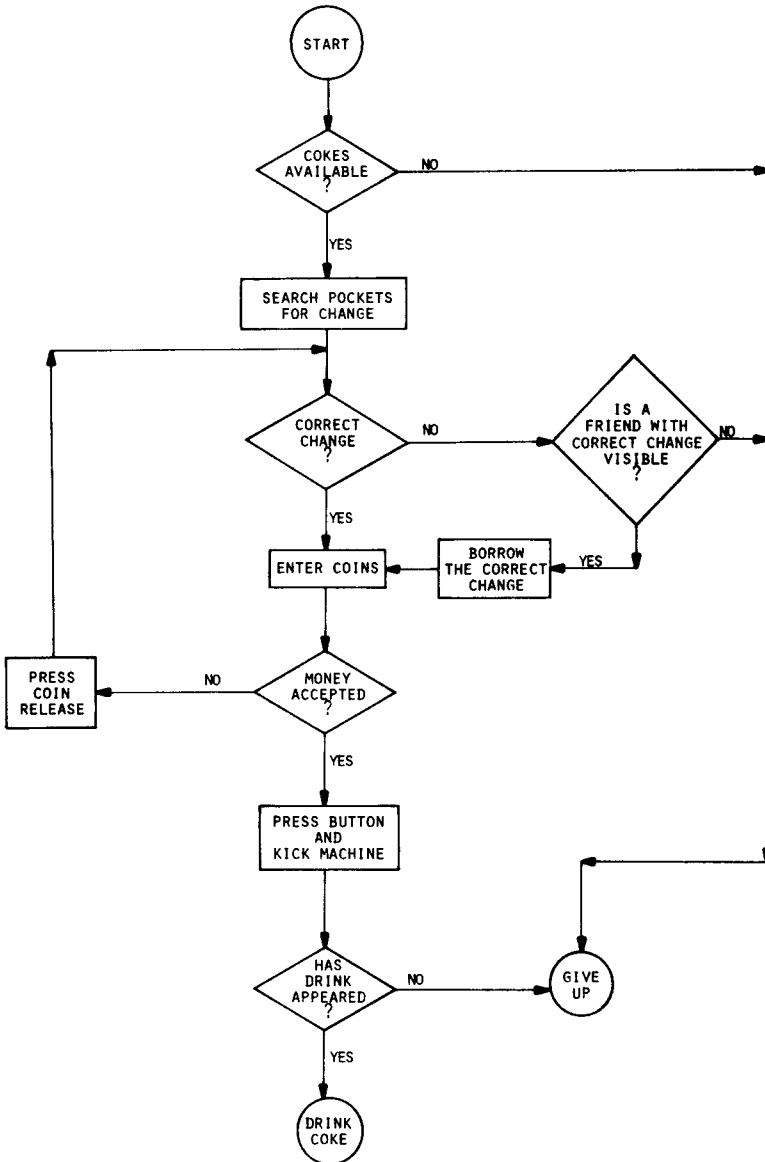 START
COKES
AVAILABLE
?
NO
YES
SEARCH POCKETS
FOR CHANGE
CORRECT
CHANGE
?
NO
IS A
FRIEND WITH
CORRECT CHANGE
VISIBLE
?
NO
YES
YES
ENTER COINS
BORROW
THE CORRECT
CHANGE
MONEY
ACCEPTED
?
NO
PRESS
COIN
RELEASE
YES
PRESS BUTTON
AND
KICK MACHINE
HAS
DRINK
APPEARED
?
NO
GIVE
UP
YES
DRINK
COKE